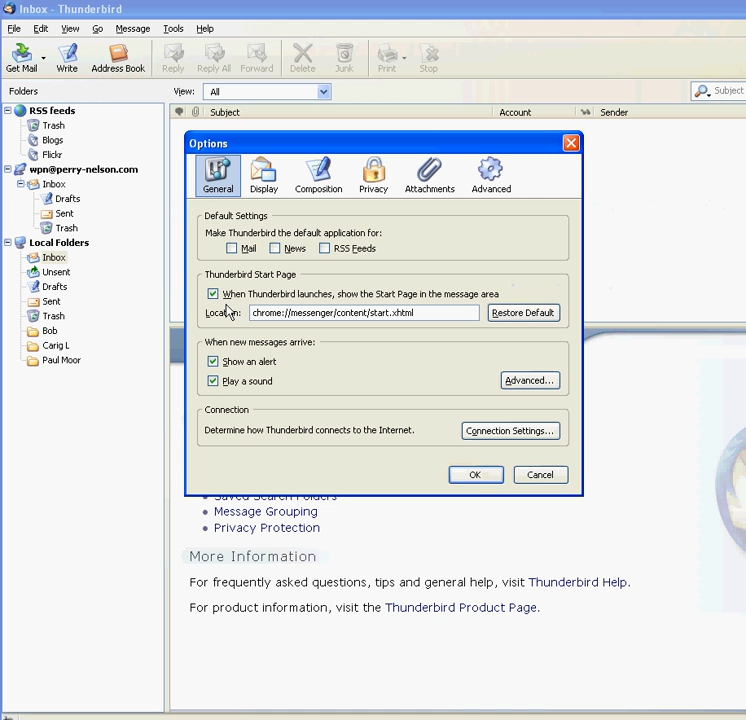 Inbox - Thunderbird
File Edit View Go Message Tools Help
Get Mail Write Address Book Reply Reply All Forward Delete Junk Print Stop
Folders View: All Subject
Subject Account Sender
RSS feeds
Trash
Blogs
Flickr
wpn@perry-nelson.com
Inbox
Drafts
Sent
Trash
Local Folders
Inbox
Unsent
Drafts
Sent
Trash
Bob
Carig L
Paul Moor
Options
General Display Composition Privacy Attachments Advanced
Default Settings
Make Thunderbird the default application for:
Mail News RSS Feeds
Thunderbird Start Page
When Thunderbird launches, show the Start Page in the message area
Location: chrome://messenger/content/start.xhtml Restore Default
When new messages arrive:
Show an alert
Play a sound Advanced...
Connection
Determine how Thunderbird connects to the Internet. Connection Settings...
OK Cancel
Saved Search Folders
Message Grouping
Privacy Protection
More Information
For frequently asked questions, tips and general help, visit Thunderbird Help.
For product information, visit the Thunderbird Product Page.